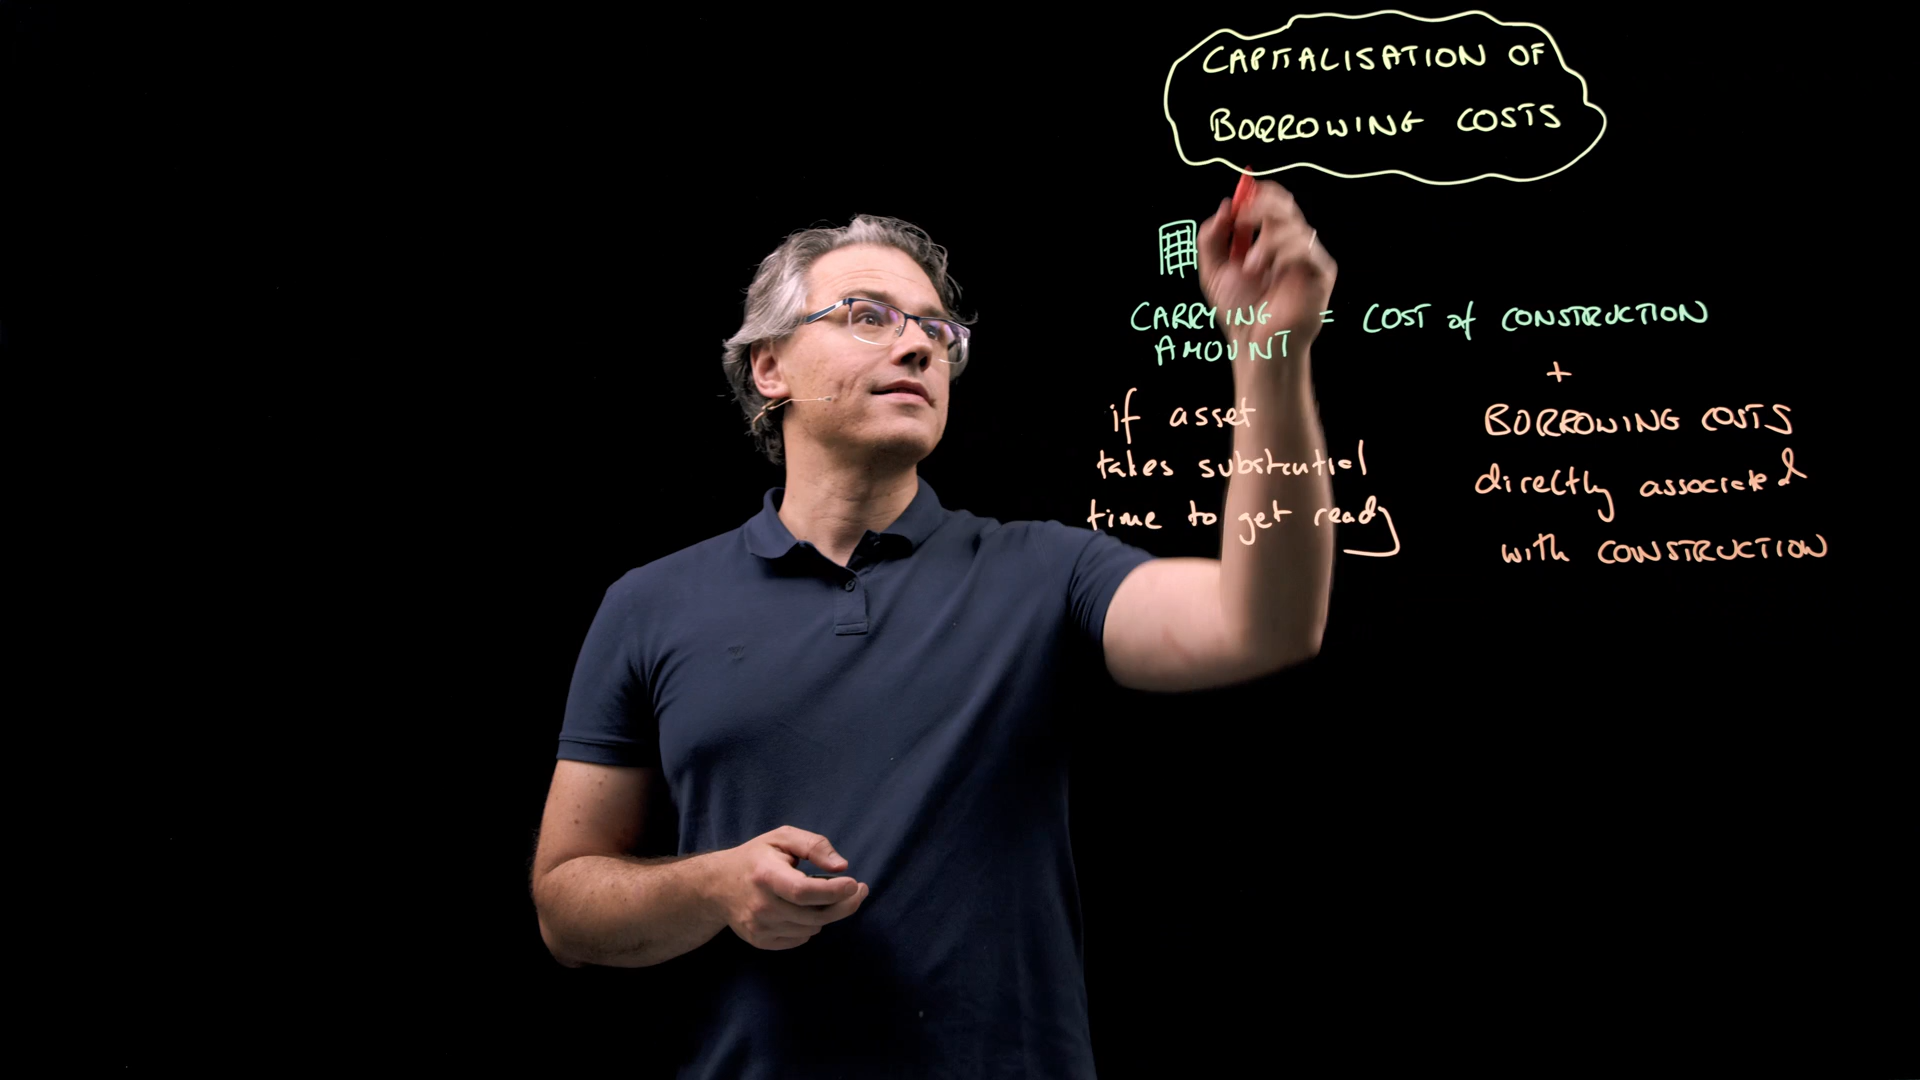 CAPITALISATION OF
BORROWING COSTS
CARRYING = COST of CONSTRUCTION
AMOUNT
+
if asset
takes substantial
time to get ready
BORROWING COSTS
directly associated
with CONSTRUCTION